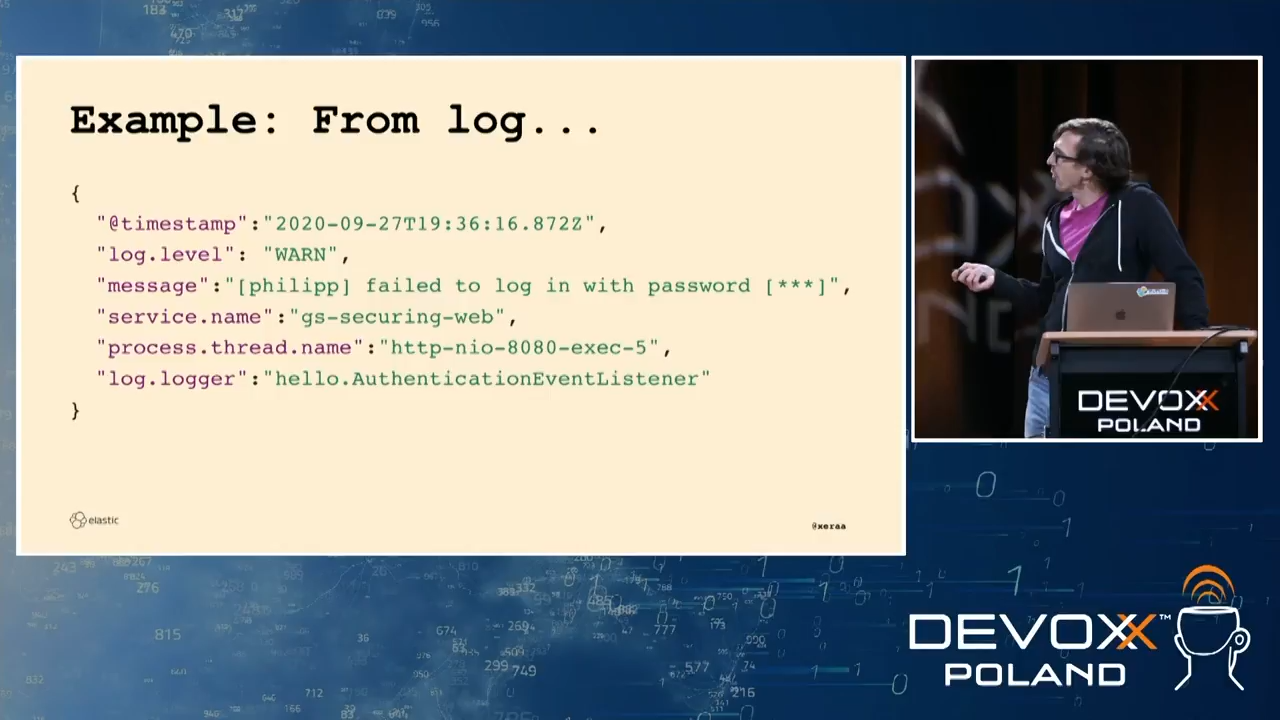 Example: From log...
{
"@timestamp":"2020-09-27T19:36:16.872Z",
"log.level": "WARN",
"message":"[philipp] failed to log in with password [***]",
"service.name":"gs-securing-web",
"process.thread.name":"http-nio-8080-exec-5",
"log.logger":"hello.AuthenticationEventListener"
}
elastic
@xeraa
DEVOXX
POLAND
DEVOXX™
POLAND